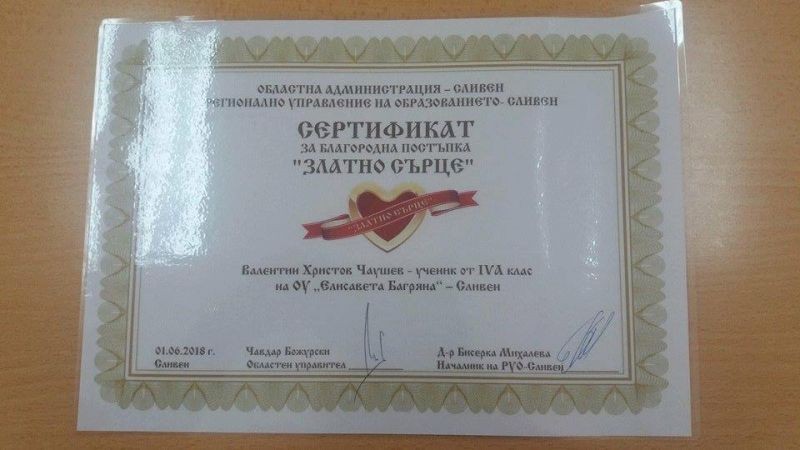 ОБЛАСТНА АДМИНИСТРАЦИЯ – СЛИВЕН
РЕГИОНАЛНО УПРАВЛЕНИЕ НА ОБРАЗОВАНИЕТО- СЛИВЕН
СЕРТИФИКАТ
ЗА БЛАГОРОДНА ПОСТЪПКА
"ЗЛАТНО СЪРЦЕ"
"ЗЛАТНО СЪРЦЕ"
Валентин Христов Чаушев - ученик от IVA клас
на ОУ „Елисавета Багряна“ – Сливен
01.06.2018 г. Чавдар Божурски Д-р Бисерка Михалева
Сливен Областен управител Началник на РУО-Сливен